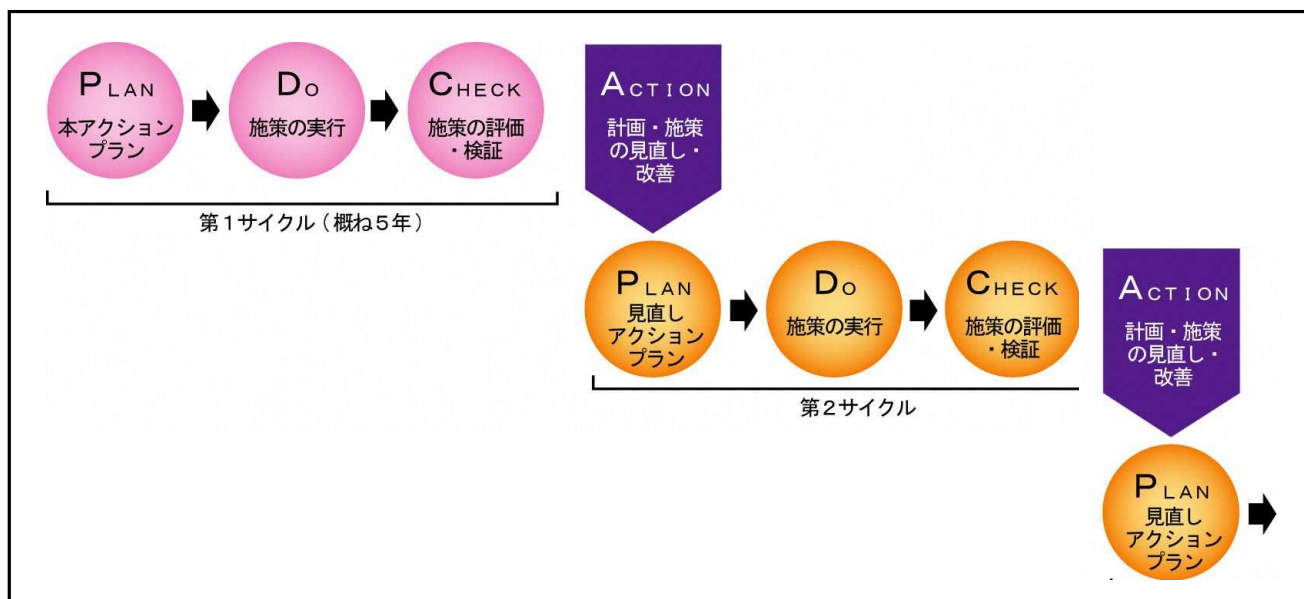 ＰＬＡＮ
本アクション
プラン
Ｄｏ
施策の実行
ＣＨＥＣＫ
施策の評価
・検証
第１サイクル（概ね５年）
ＡＣＴＩＯＮ
計画・施策
の見直し・
改善
ＰＬＡＮ
見直し
アクション
プラン
Ｄｏ
施策の実行
ＣＨＥＣＫ
施策の評価
・検証
第２サイクル
ＡＣＴＩＯＮ
計画・施策
の見直し・
改善
ＰＬＡＮ
見直し
アクション
プラン